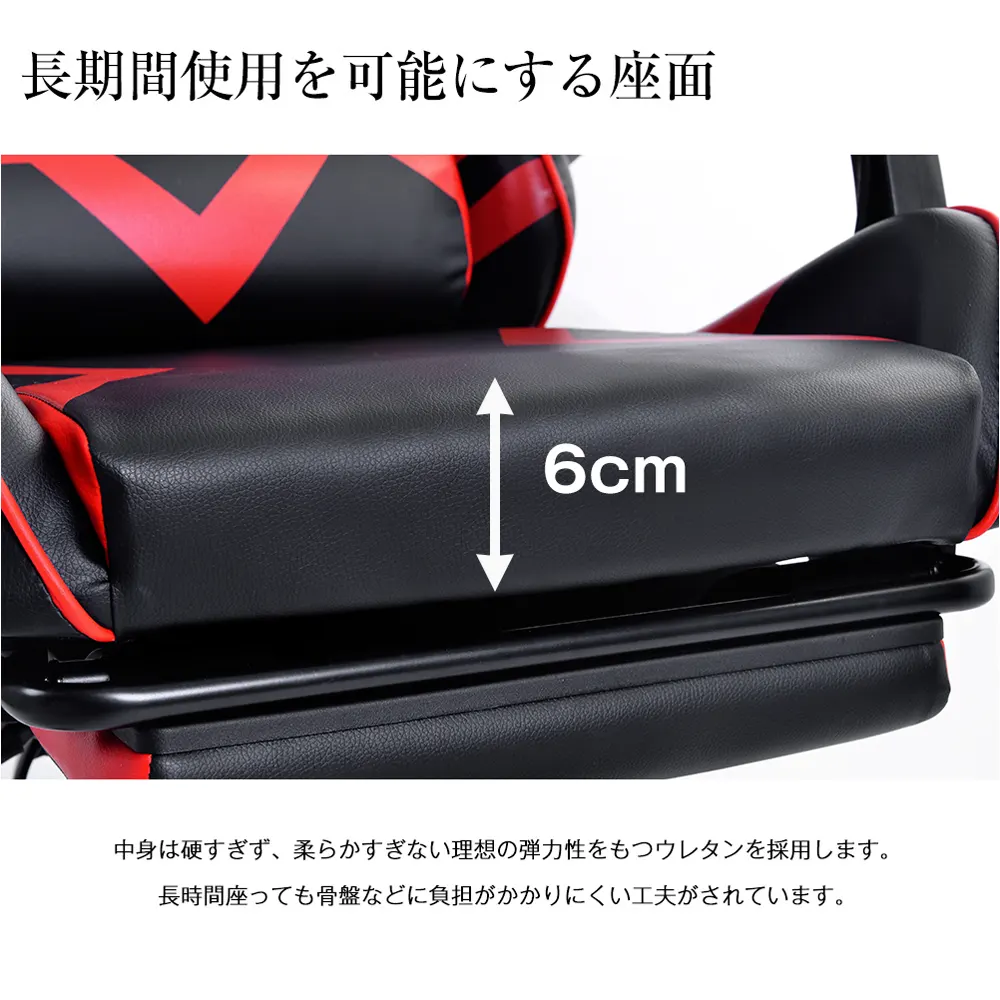 長期間使用を可能にする座面
6cm
中身は硬すぎず、柔らかすぎない理想の弾力性をもつウレタンを採用します。
長時間座っても骨盤などに負担がかかりにくい工夫がされています。